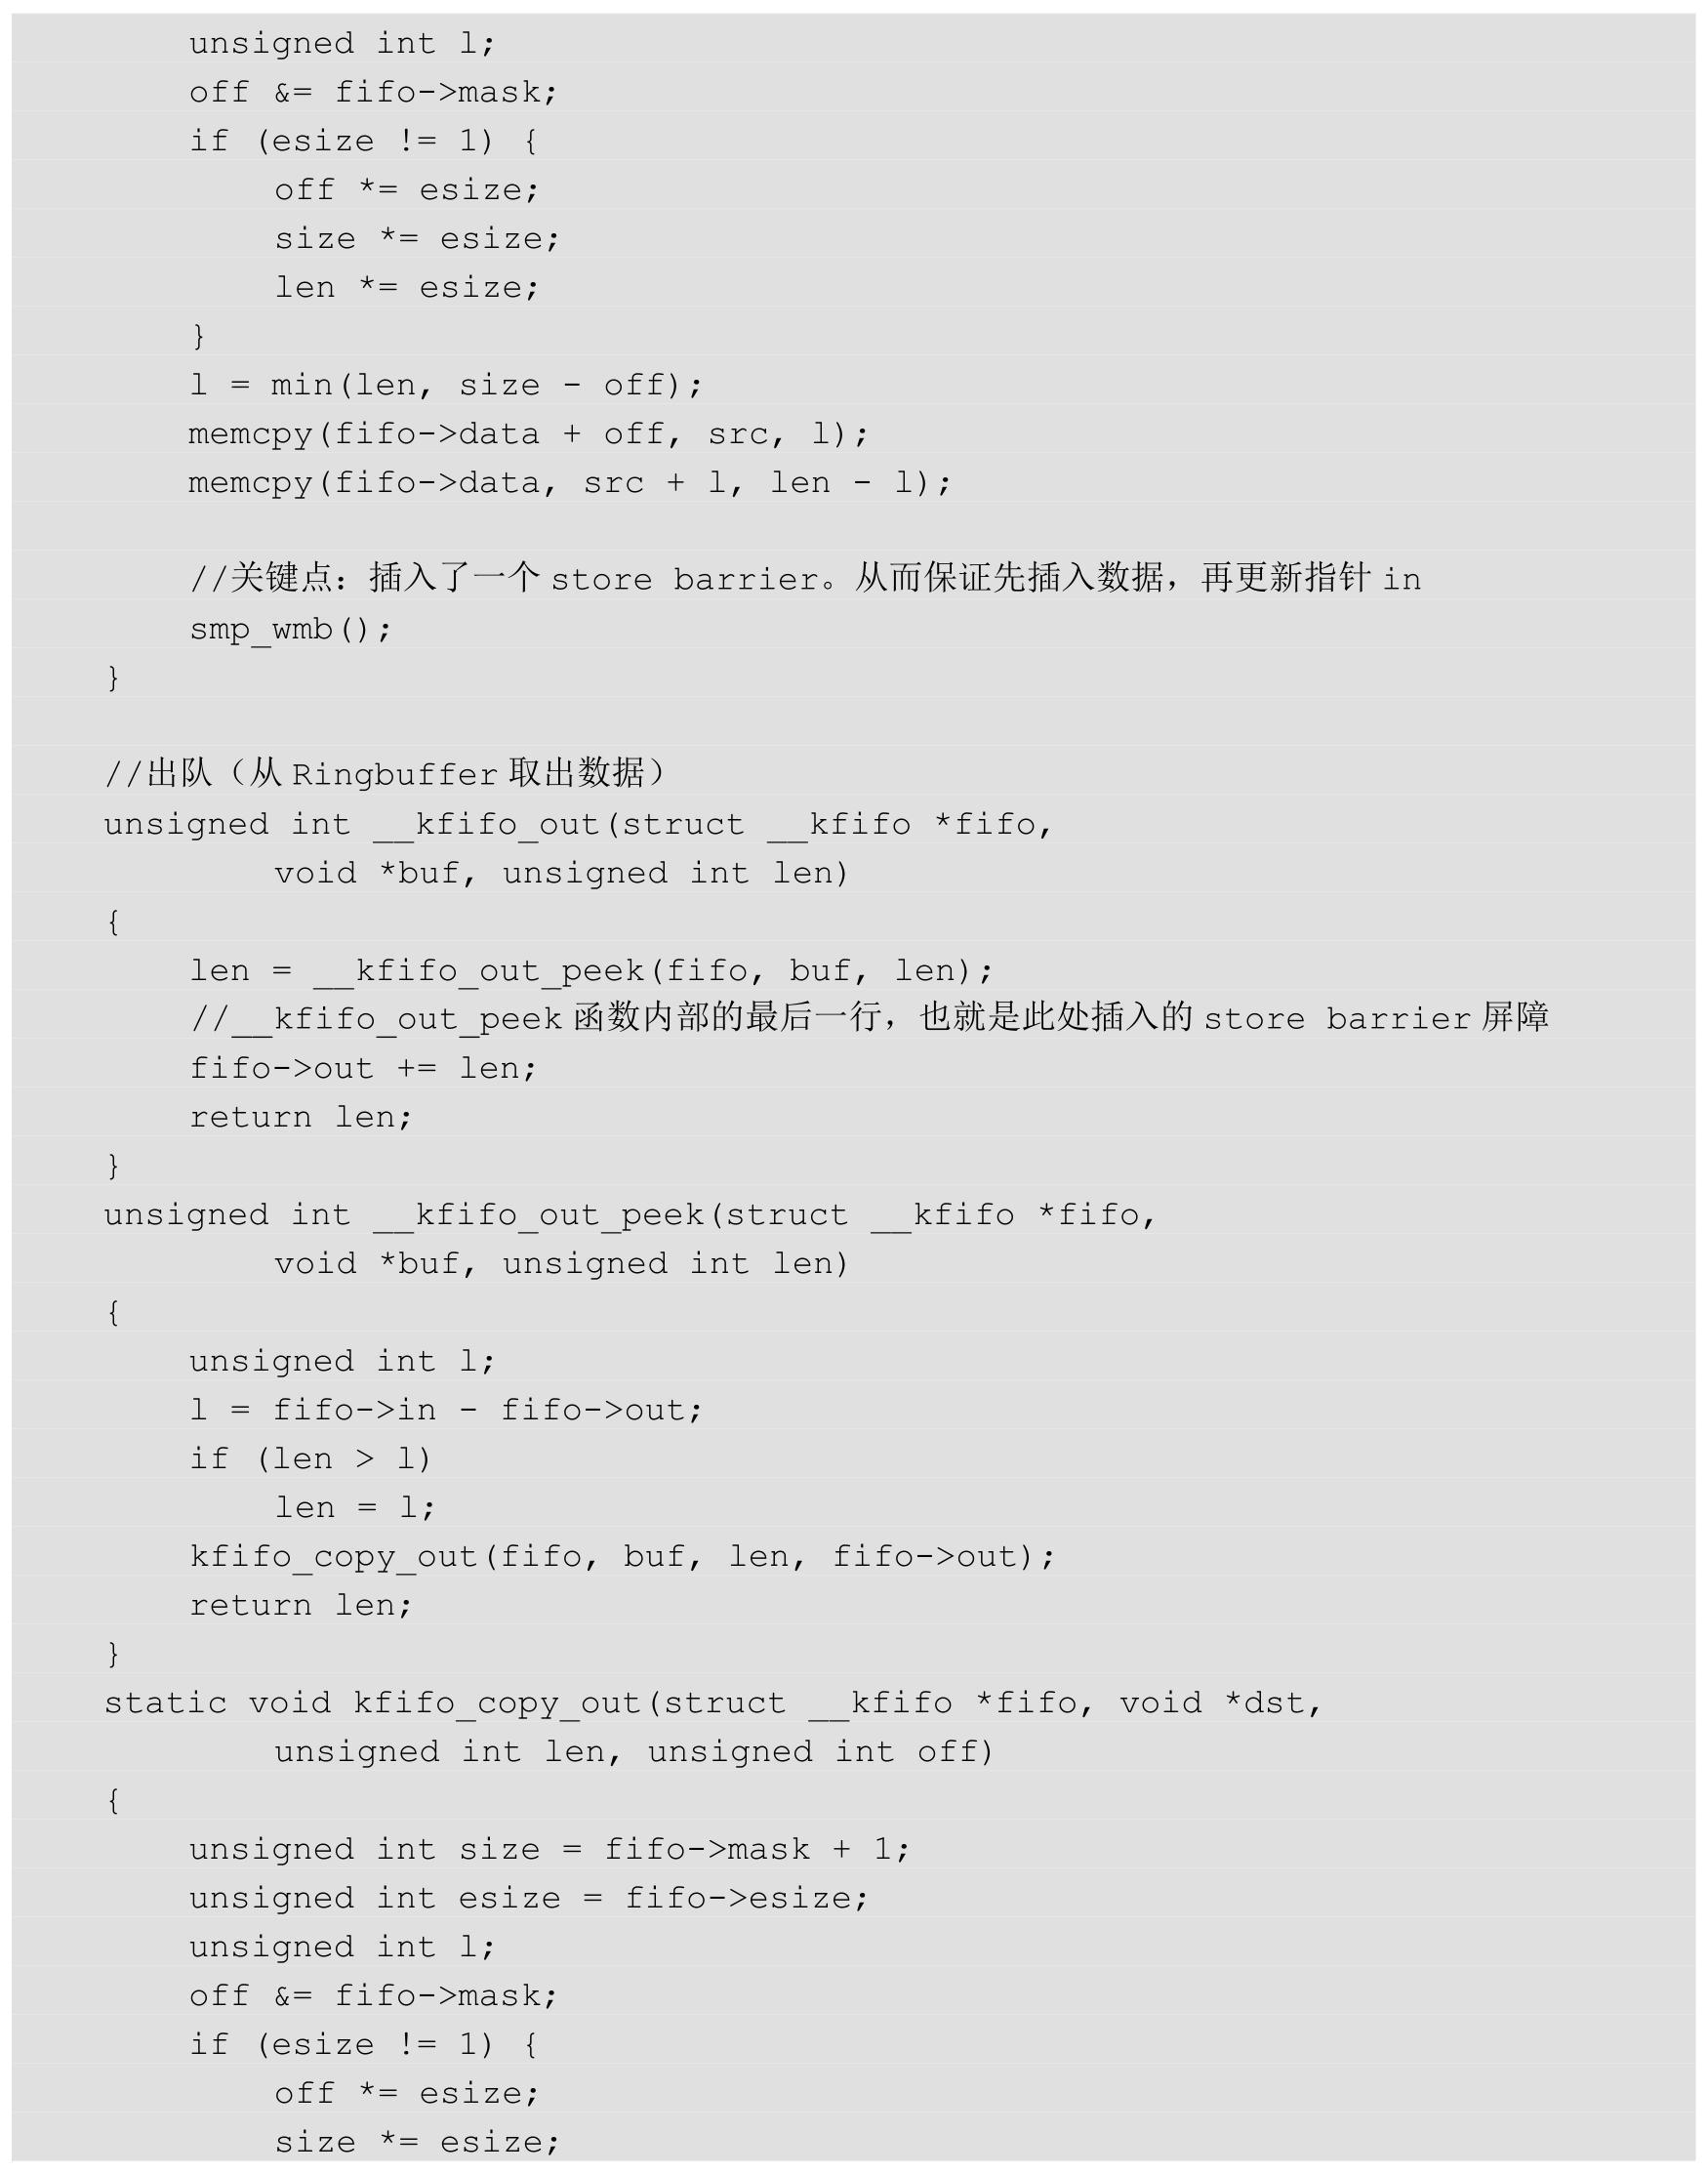 unsigned int l;
off &= fifo->mask;
if (esize != 1) {
off *= esize;
size *= esize;
len *= esize;
}
l = min(len, size - off);
memcpy(fifo->data + off, src, l);
memcpy(fifo->data, src + l, len - l);
//关键点：插入了一个 store barrier。从而保证先插入数据，再更新指针 in
smp_wmb();
}
//出队（从 Ringbuffer 取出数据）
unsigned int __kfifo_out(struct __kfifo *fifo,
void *buf, unsigned int len)
{
len = __kfifo_out_peek(fifo, buf, len);
//__kfifo_out_peek 函数内部的最后一行，也就是此处插入的 store barrier 屏障
fifo->out += len;
return len;
}
unsigned int __kfifo_out_peek(struct __kfifo *fifo,
void *buf, unsigned int len)
{
unsigned int l;
l = fifo->in - fifo->out;
if (len > l)
len = l;
kfifo_copy_out(fifo, buf, len, fifo->out);
return len;
}
static void kfifo_copy_out(struct __kfifo *fifo, void *dst,
unsigned int len, unsigned int off)
{
unsigned int size = fifo->mask + 1;
unsigned int esize = fifo->esize;
unsigned int l;
off &= fifo->mask;
if (esize != 1) {
off *= esize;
size *= esize;